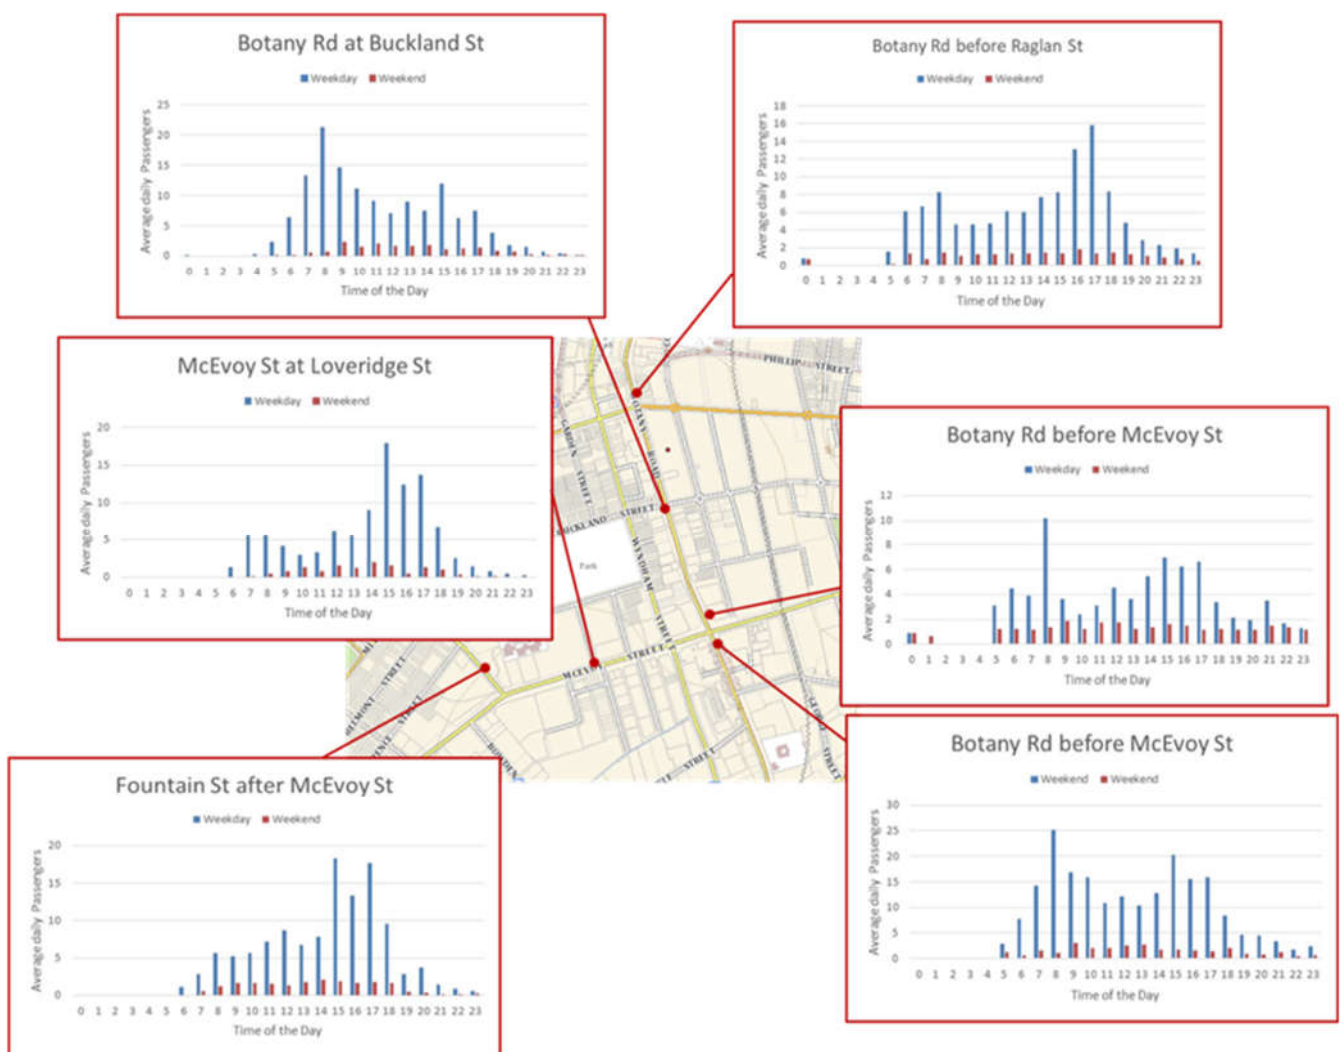 Botany Rd at Buckland St
Weekday Weekend
Average daily Passengers
25
20
15
10
5
0
0 1 2 3 4 5 6 7 8 9 10 11 12 13 14 15 16 17 18 19 20 21 22 23
Time of the Day
Botany Rd before Raglan St
Weekday Weekend
Average daily Passengers
18
16
14
12
10
8
6
4
2
0
0 1 2 3 4 5 6 7 8 9 10 11 12 13 14 15 16 17 18 19 20 21 22 23
Time of the Day
McEvoy St at Loveridge St
Weekday Weekend
Average daily Passengers
20
15
10
5
0
0 1 2 3 4 5 6 7 8 9 10 11 12 13 14 15 16 17 18 19 20 21 22 23
Time of the Day
PHILLIP STREET
ROAD
GARDEN STREET
BUCKLAND STREET
WYNDHAM STREET
Park
MCEVOY STREET
GEORGE STREET
STREET
STREET
Botany Rd before McEvoy St
Weekday Weekend
Average daily Passengers
12
10
8
6
4
2
0
0 1 2 3 4 5 6 7 8 9 10 11 12 13 14 15 16 17 18 19 20 21 22 23
Time of the Day
Fountain St after McEvoy St
Weekday Weekend
Average daily Passengers
20
15
10
5
0
0 1 2 3 4 5 6 7 8 9 10 11 12 13 14 15 16 17 18 19 20 21 22 23
Time of the Day
Botany Rd before McEvoy St
Weekend Weekend
Average daily Passengers
30
25
20
15
10
5
0
0 1 2 3 4 5 6 7 8 9 10 11 12 13 14 15 16 17 18 19 20 21 22 23
Time of the Day